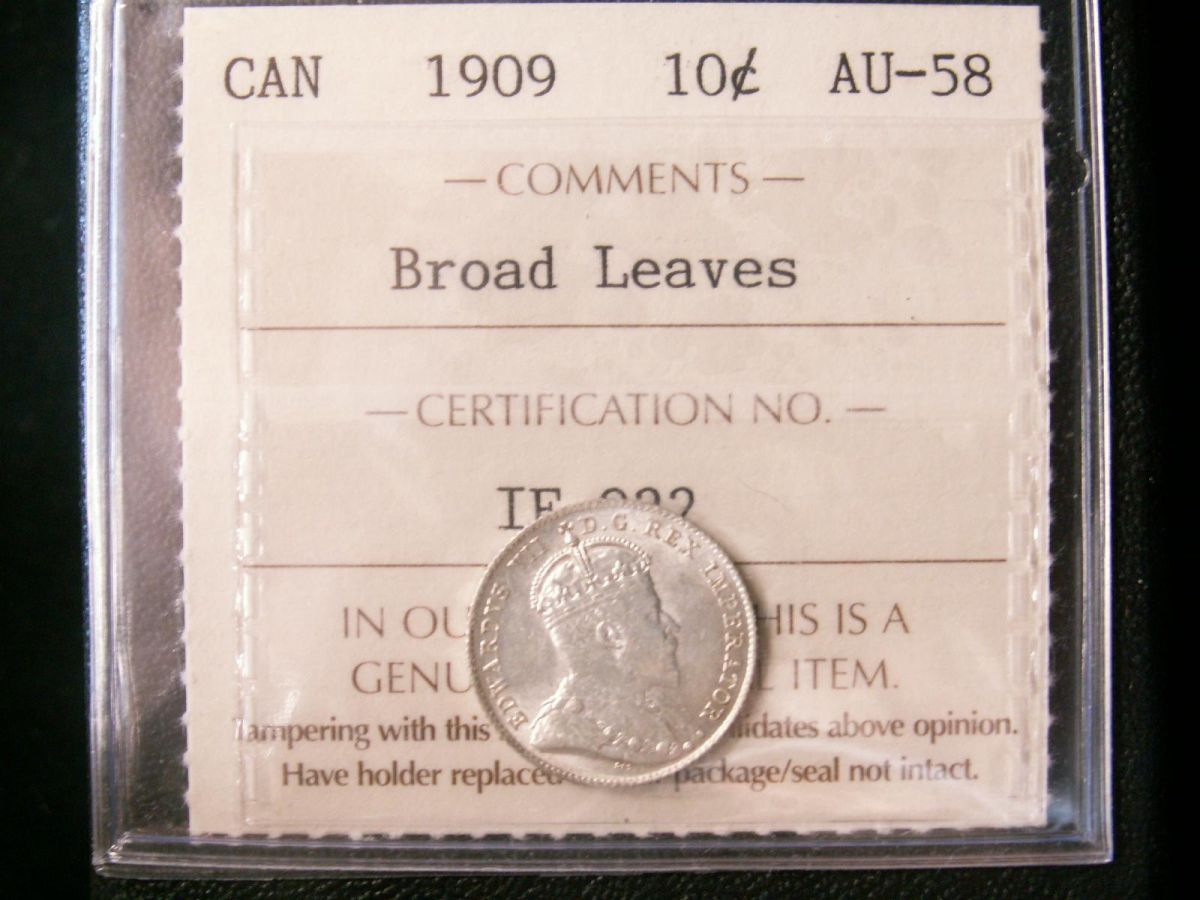 CAN 1909 10¢ AU-58
— COMMENTS —
Broad Leaves
— CERTIFICATION NO. —
EDWARDVS VII D.G. REX IMPERATOR
IN OU HIS IS A
GENU ITEM.
Tampering with this idates above opinion.
Have holder replaced package/seal not intact.